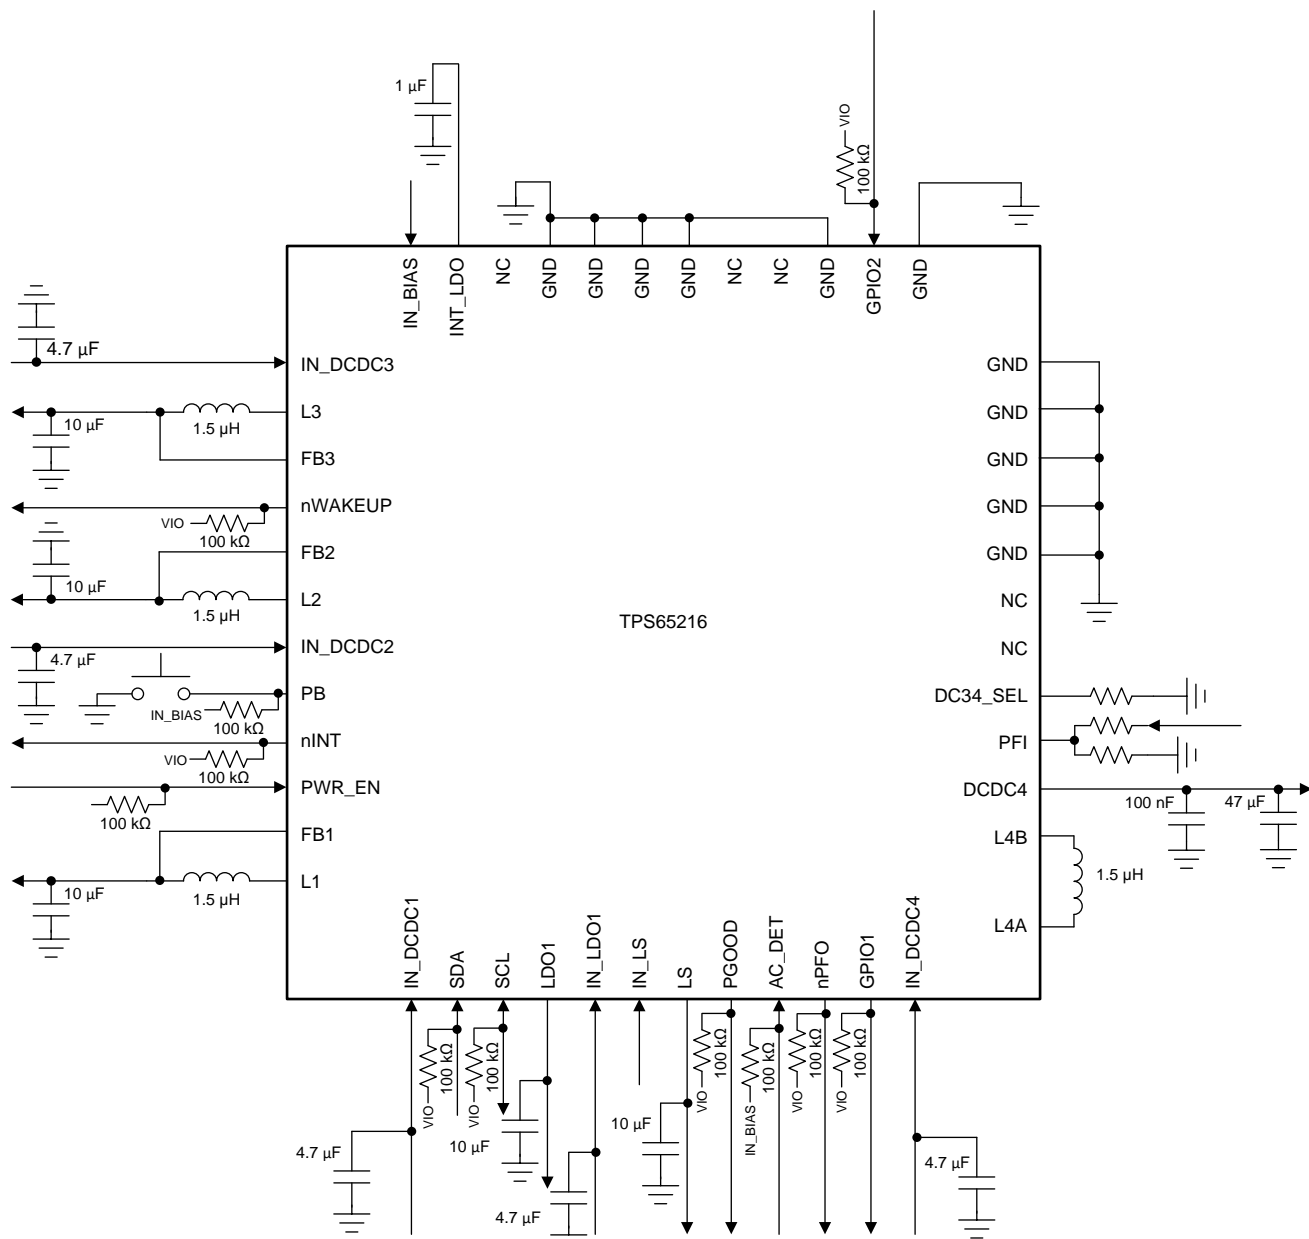 1 µF
VIO
100 kΩ
IN_BIAS
INT_LDO
NC
GND
GND
GND
GND
NC
NC
GND
GPIO2
GND
4.7 µF
IN_DCDC3
L3
10 µF
1.5 µH
FB3
nWAKEUP
VIO
100 kΩ
FB2
10 µF
L2
1.5 µH
IN_DCDC2
4.7 µF
PB
IN_BIAS
100 kΩ
nINT
VIO
100 kΩ
PWR_EN
100 kΩ
FB1
L1
10 µF
1.5 µH
TPS65216
GND
GND
GND
GND
GND
NC
NC
DC34_SEL
PFI
DCDC4
100 nF
47 µF
L4B
1.5 µH
L4A
IN_DCDC1
SDA
SCL
LDO1
IN_LDO1
IN_LS
LS
PGOOD
AC_DET
nPFO
GPIO1
IN_DCDC4
100 kΩ
100 kΩ
100 kΩ
100 kΩ
100 kΩ
100 kΩ
VIO
VIO
VIO
IN_BIAS
VIO
VIO
4.7 µF
10 µF
4.7 µF
10 µF
4.7 µF